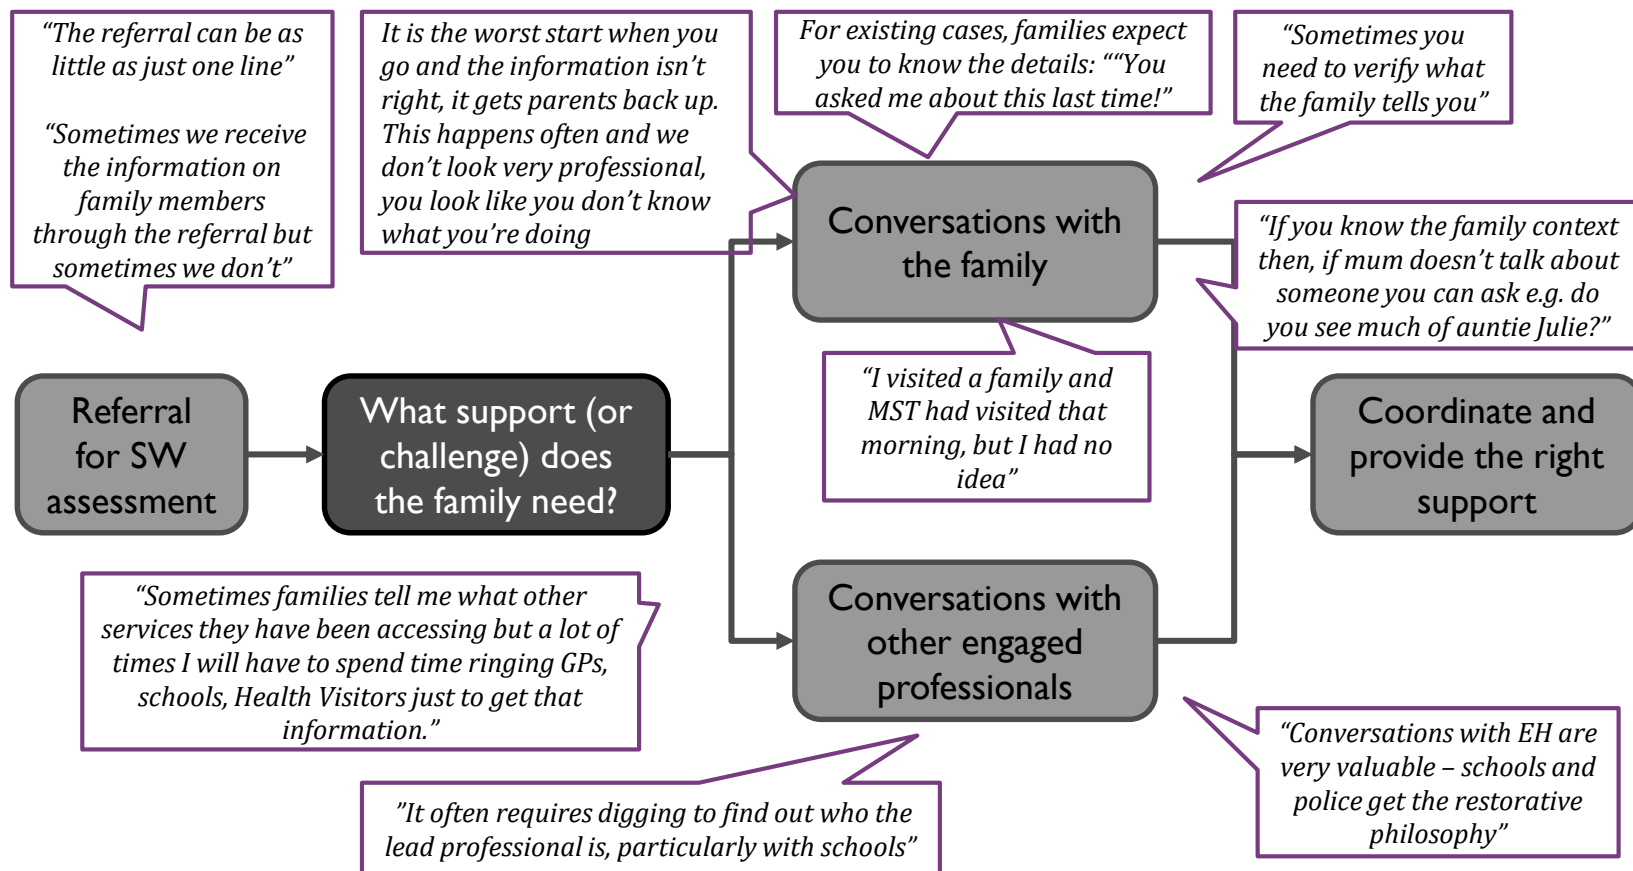 “The referral can be as
little as just one line”
“Sometimes we receive
the information on
family members
through the referral but
sometimes we don’t”
It is the worst start when you
go and the information isn’t
right, it gets parents back up.
This happens often and we
don’t look very professional,
you look like you don’t know
what you’re doing
For existing cases, families expect
you to know the details: ““You
asked me about this last time!”
“Sometimes you
need to verify what
the family tells you”
Conversations with
the family
“If you know the family context
then, if mum doesn’t talk about
someone you can ask e.g. do
you see much of auntie Julie?”
“I visited a family and
MST had visited that
morning, but I had no
idea”
Referral
for SW
assessment
What support (or
challenge) does
the family need?
Coordinate and
provide the right
support
“Sometimes families tell me what other
services they have been accessing but a lot of
times I will have to spend time ringing GPs,
schools, Health Visitors just to get that
information.”
Conversations with
other engaged
professionals
”It often requires digging to find out who the
lead professional is, particularly with schools”
“Conversations with EH are
very valuable – schools and
police get the restorative
philosophy”